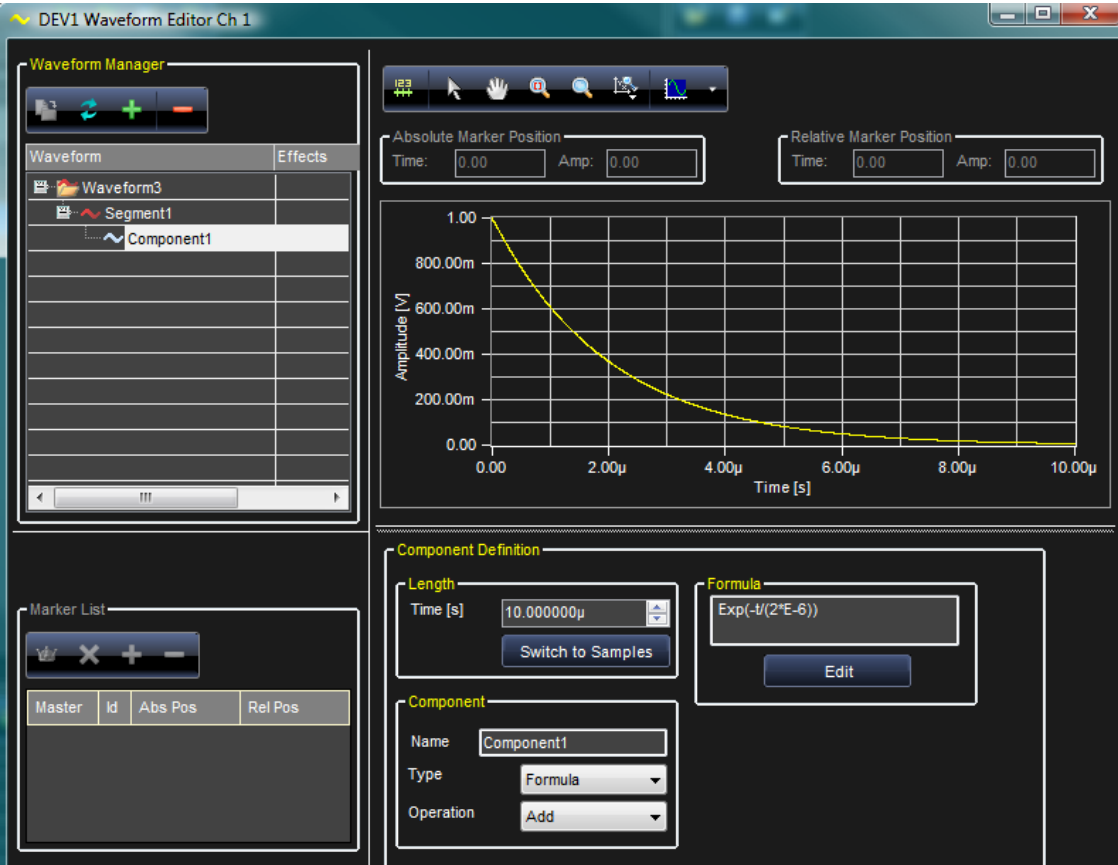 DEV1 Waveform Editor Ch 1
Waveform Manager
Waveform Effects
Waveform3
Segment1
Component1
Marker List
Master Id Abs Pos Rel Pos
123
Absolute Marker Position
Time: 0.00 Amp: 0.00
Relative Marker Position
Time: 0.00 Amp: 0.00
1.00
800.00m
600.00m
400.00m
200.00m
0.00
Amplitude [V]
0.00 2.00µ 4.00µ 6.00µ 8.00µ 10.00µ
Time [s]
Component Definition
Length
Time [s] 10.000000µ
Switch to Samples
Formula
Exp(-t/(2*E-6))
Edit
Component
Name Component1
Type Formula
Operation Add